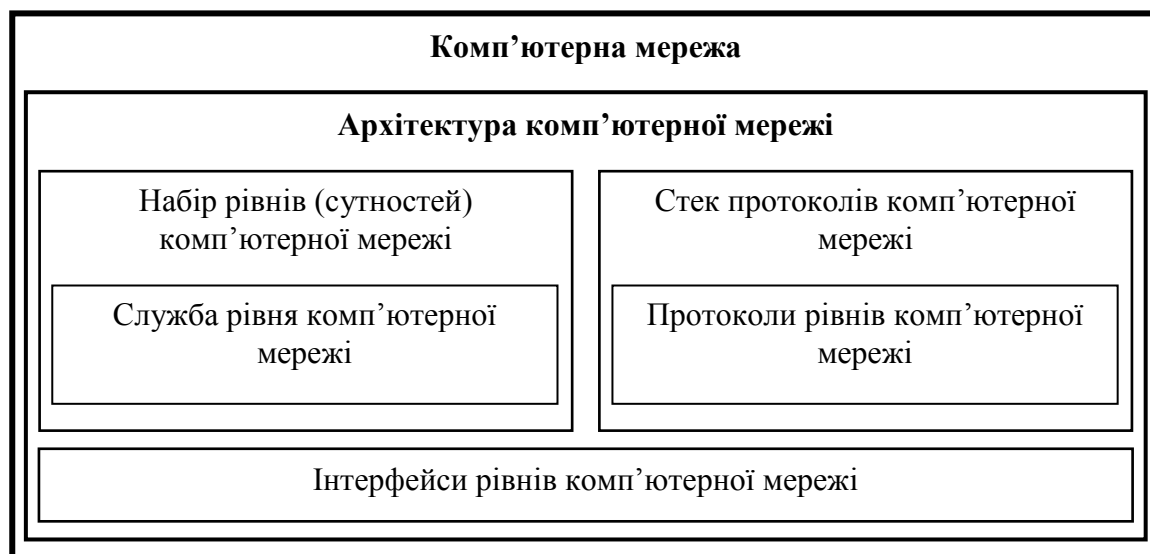 Комп’ютерна мережа
Архітектура комп’ютерної мережі
Набір рівнів (сутностей)
комп’ютерної мережі
Служба рівня комп’ютерної
мережі
Стек протоколів комп’ютерної
мережі
Протоколи рівнів комп’ютерної
мережі
Інтерфейси рівнів комп’ютерної мережі